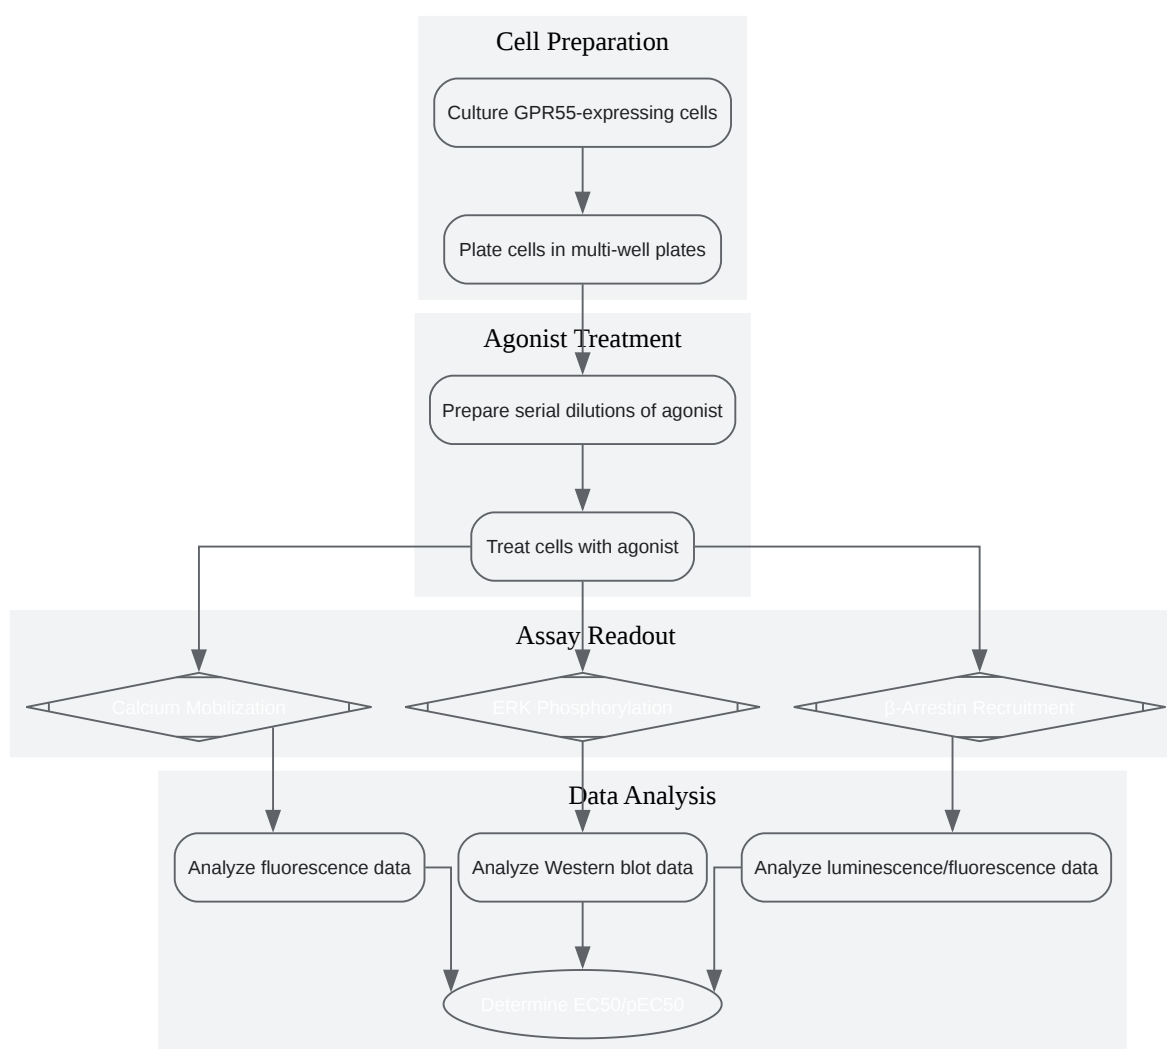 Cell Preparation
Culture GPR55-expressing cells
Plate cells in multi-well plates
Agonist Treatment
Prepare serial dilutions of agonist
Treat cells with agonist
Assay Readout
Calcium Mobilization
ERK Phosphorylation
β-Arrestin Recruitment
Data Analysis
Analyze fluorescence data
Analyze Western blot data
Analyze luminescence/fluorescence data
Determine EC50/pEC50